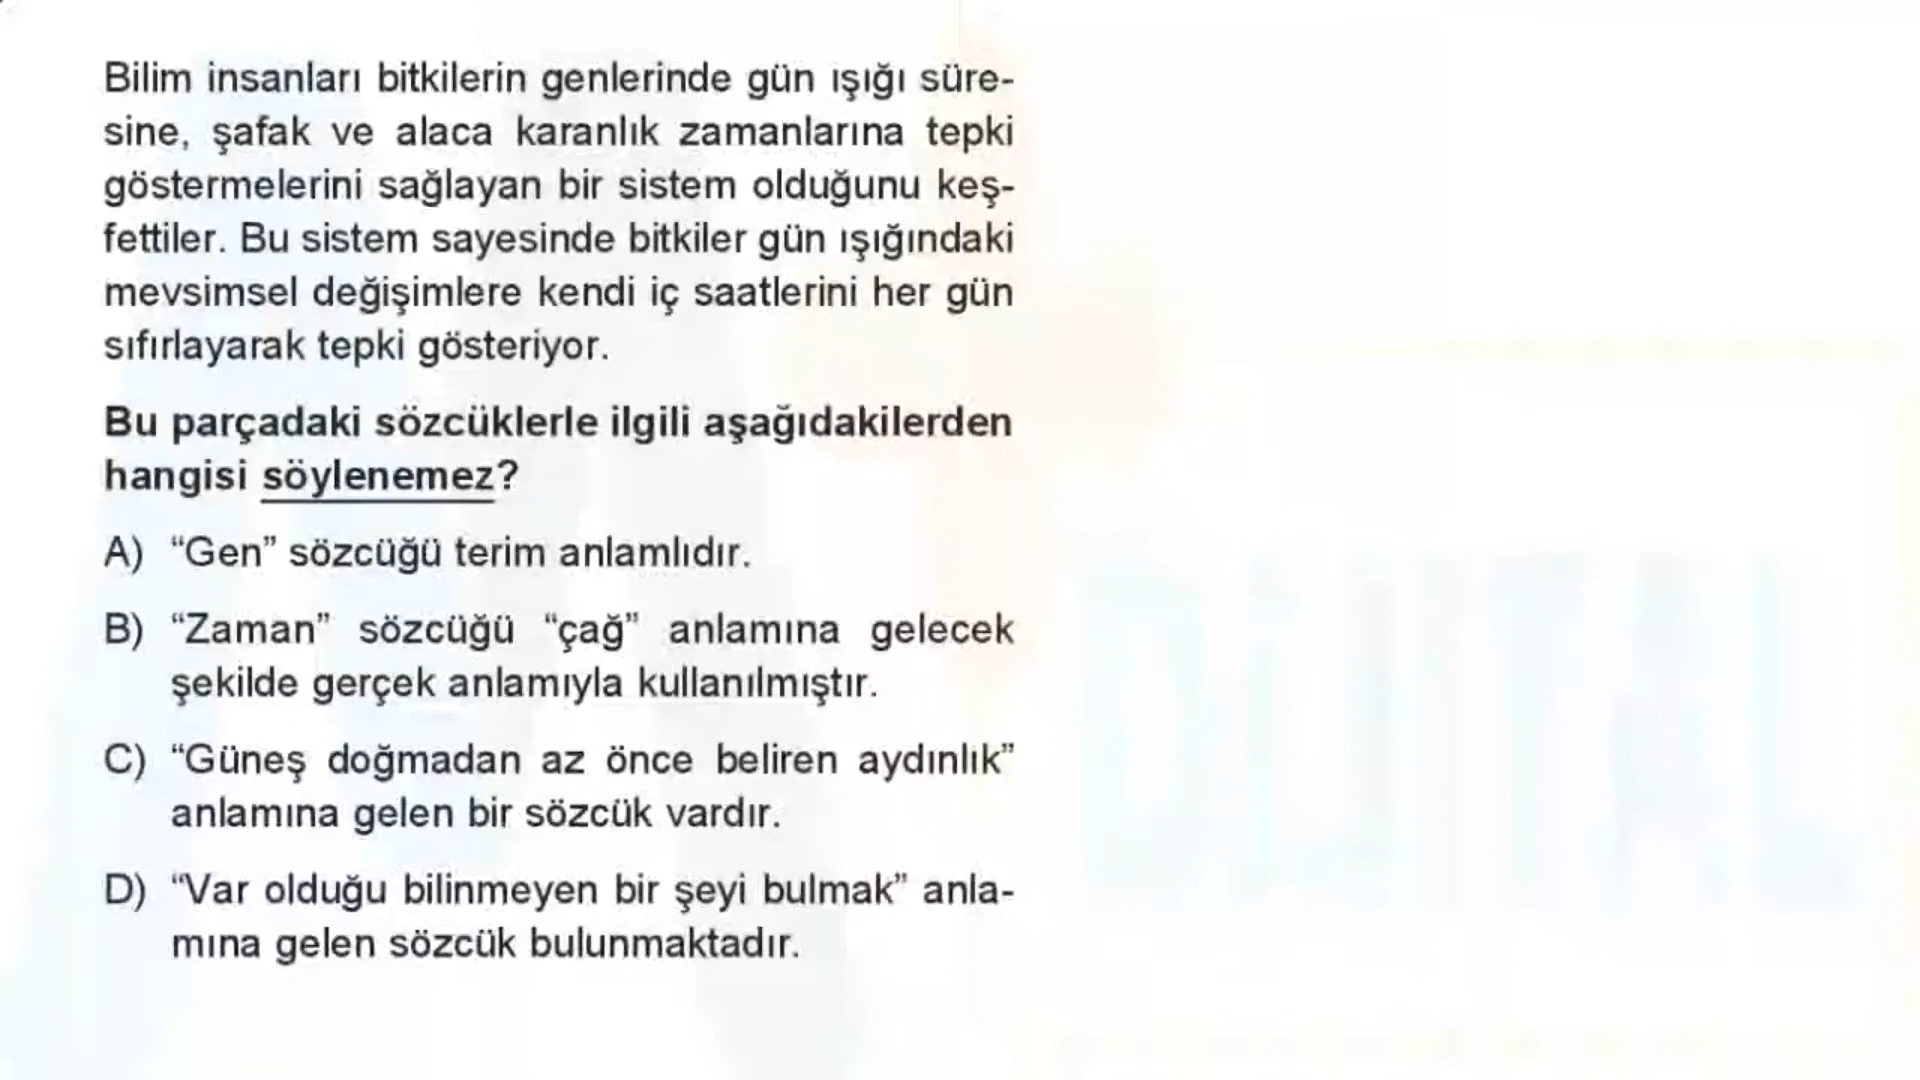 Bilim insanları bitkilerin genlerinde gün ışığı süre-
sine, şafak ve alaca karanlık zamanlarına tepki
göstermelerini sağlayan bir sistem olduğunu keş-
fettiler. Bu sistem sayesinde bitkiler gün ışığındaki
mevsimsel değişimlere kendi iç saatlerini her gün
sıfırlayarak tepki gösteriyor.
Bu parçadaki sözcüklerle ilgili aşağıdakilerden
hangisi söylenemez?
A) “Gen” sözcüğü terim anlamlıdır.
B) “Zaman” sözcüğü “çağ” anlamına gelecek
şekilde gerçek anlamıyla kullanılmıştır.
C) “Güneş doğmadan az önce beliren aydınlık”
anlamına gelen bir sözcük vardır.
D) “Var olduğu bilinmeyen bir şeyi bulmak” anla-
mına gelen sözcük bulunmaktadır.
DİJİTAL